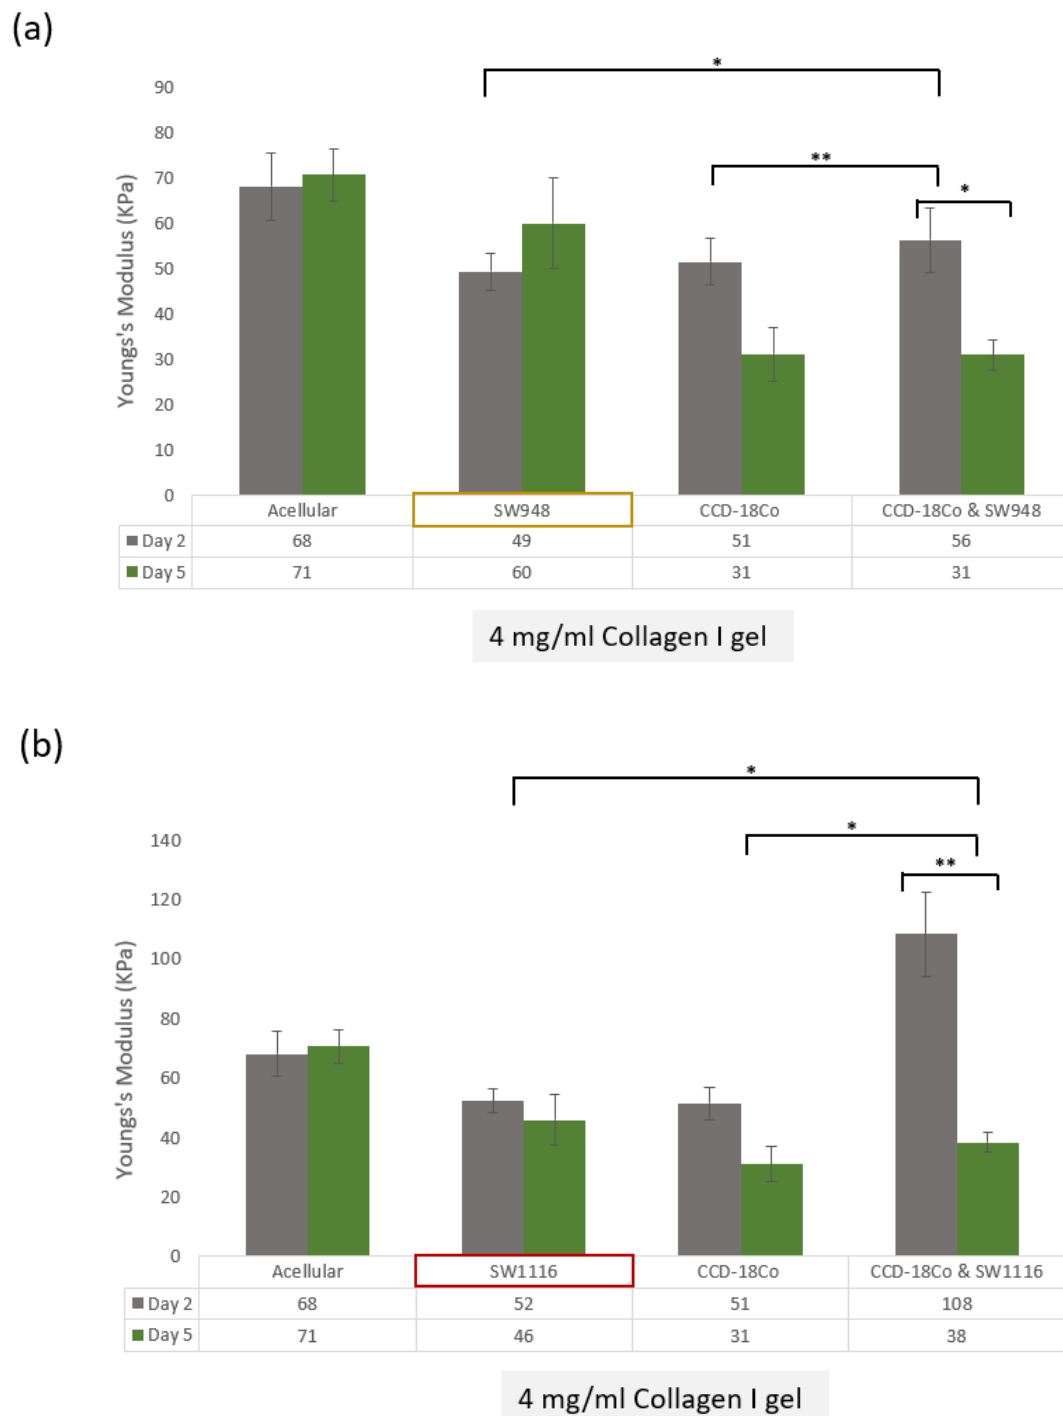 (a)
*
90
80
**
70
*
60
50
40
30
20
10
0
Youngs's Modulus (KPa)
Acellular SW948 CCD-18Co CCD-18Co & SW948
Day 2 68 49 51 56
Day 5 71 60 31 31
4 mg/ml Collagen I gel
(b)
*
*
140
**
120
100
80
60
40
20
0
Youngs's Modulus (KPa)
Acellular SW1116 CCD-18Co CCD-18Co & SW1116
Day 2 68 52 51 108
Day 5 71 46 31 38
4 mg/ml Collagen I gel